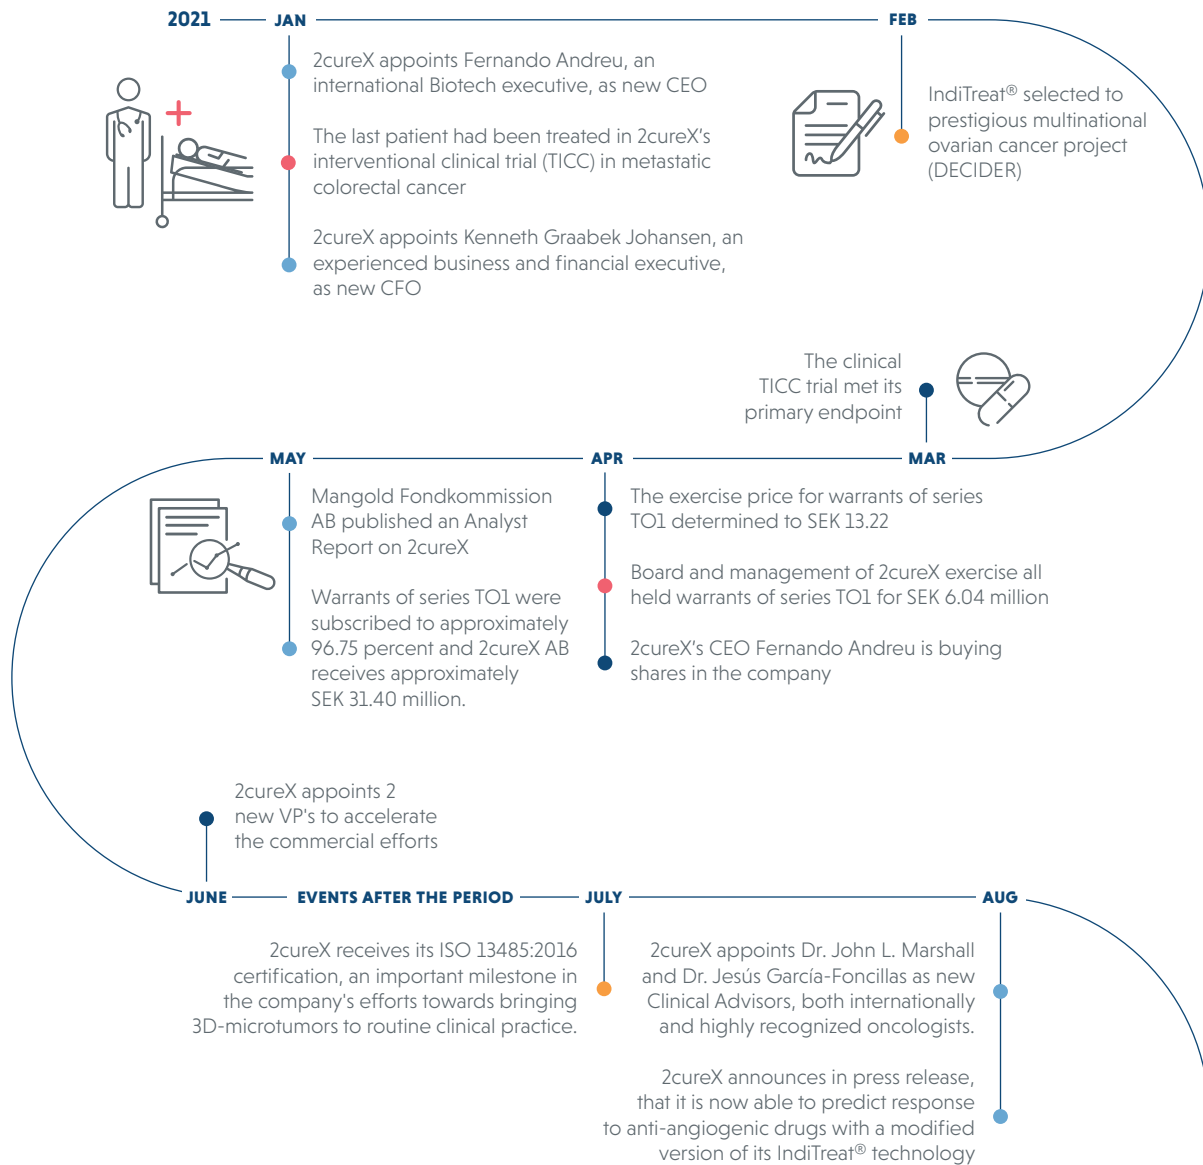 2021
JAN
2cureX appoints Fernando Andreu, an
international Biotech executive, as new CEO
The last patient had been treated in 2cureX's
interventional clinical trial (TICC) in metastatic
colorectal cancer
2cureX appoints Kenneth Graabek Johansen, an
experienced business and financial executive,
as new CFO
FEB
IndiTreat® selected to
prestigious multinational
ovarian cancer project
(DECIDER)
The clinical
TICC trial met its
primary endpoint
MAR
APR
The exercise price for warrants of series
TO1 determined to SEK 13.22
Board and management of 2cureX exercise all
held warrants of series TO1 for SEK 6.04 million
2cureX's CEO Fernando Andreu is buying
shares in the company
MAY
Mangold Fondkommission
AB published an Analyst
Report on 2cureX
Warrants of series TO1 were
subscribed to approximately
96.75 percent and 2cureX AB
receives approximately
SEK 31.40 million.
2cureX appoints 2
new VP's to accelerate
the commercial efforts
JUNE
EVENTS AFTER THE PERIOD
JULY
2cureX receives its ISO 13485:2016
certification, an important milestone in
the company's efforts towards bringing
3D-microtumors to routine clinical practice.
AUG
2cureX appoints Dr. John L. Marshall
and Dr. Jesús García-Foncillas as new
Clinical Advisors, both internationally
and highly recognized oncologists.
2cureX announces in press release,
that it is now able to predict response
to anti-angiogenic drugs with a modified
version of its IndiTreat® technology